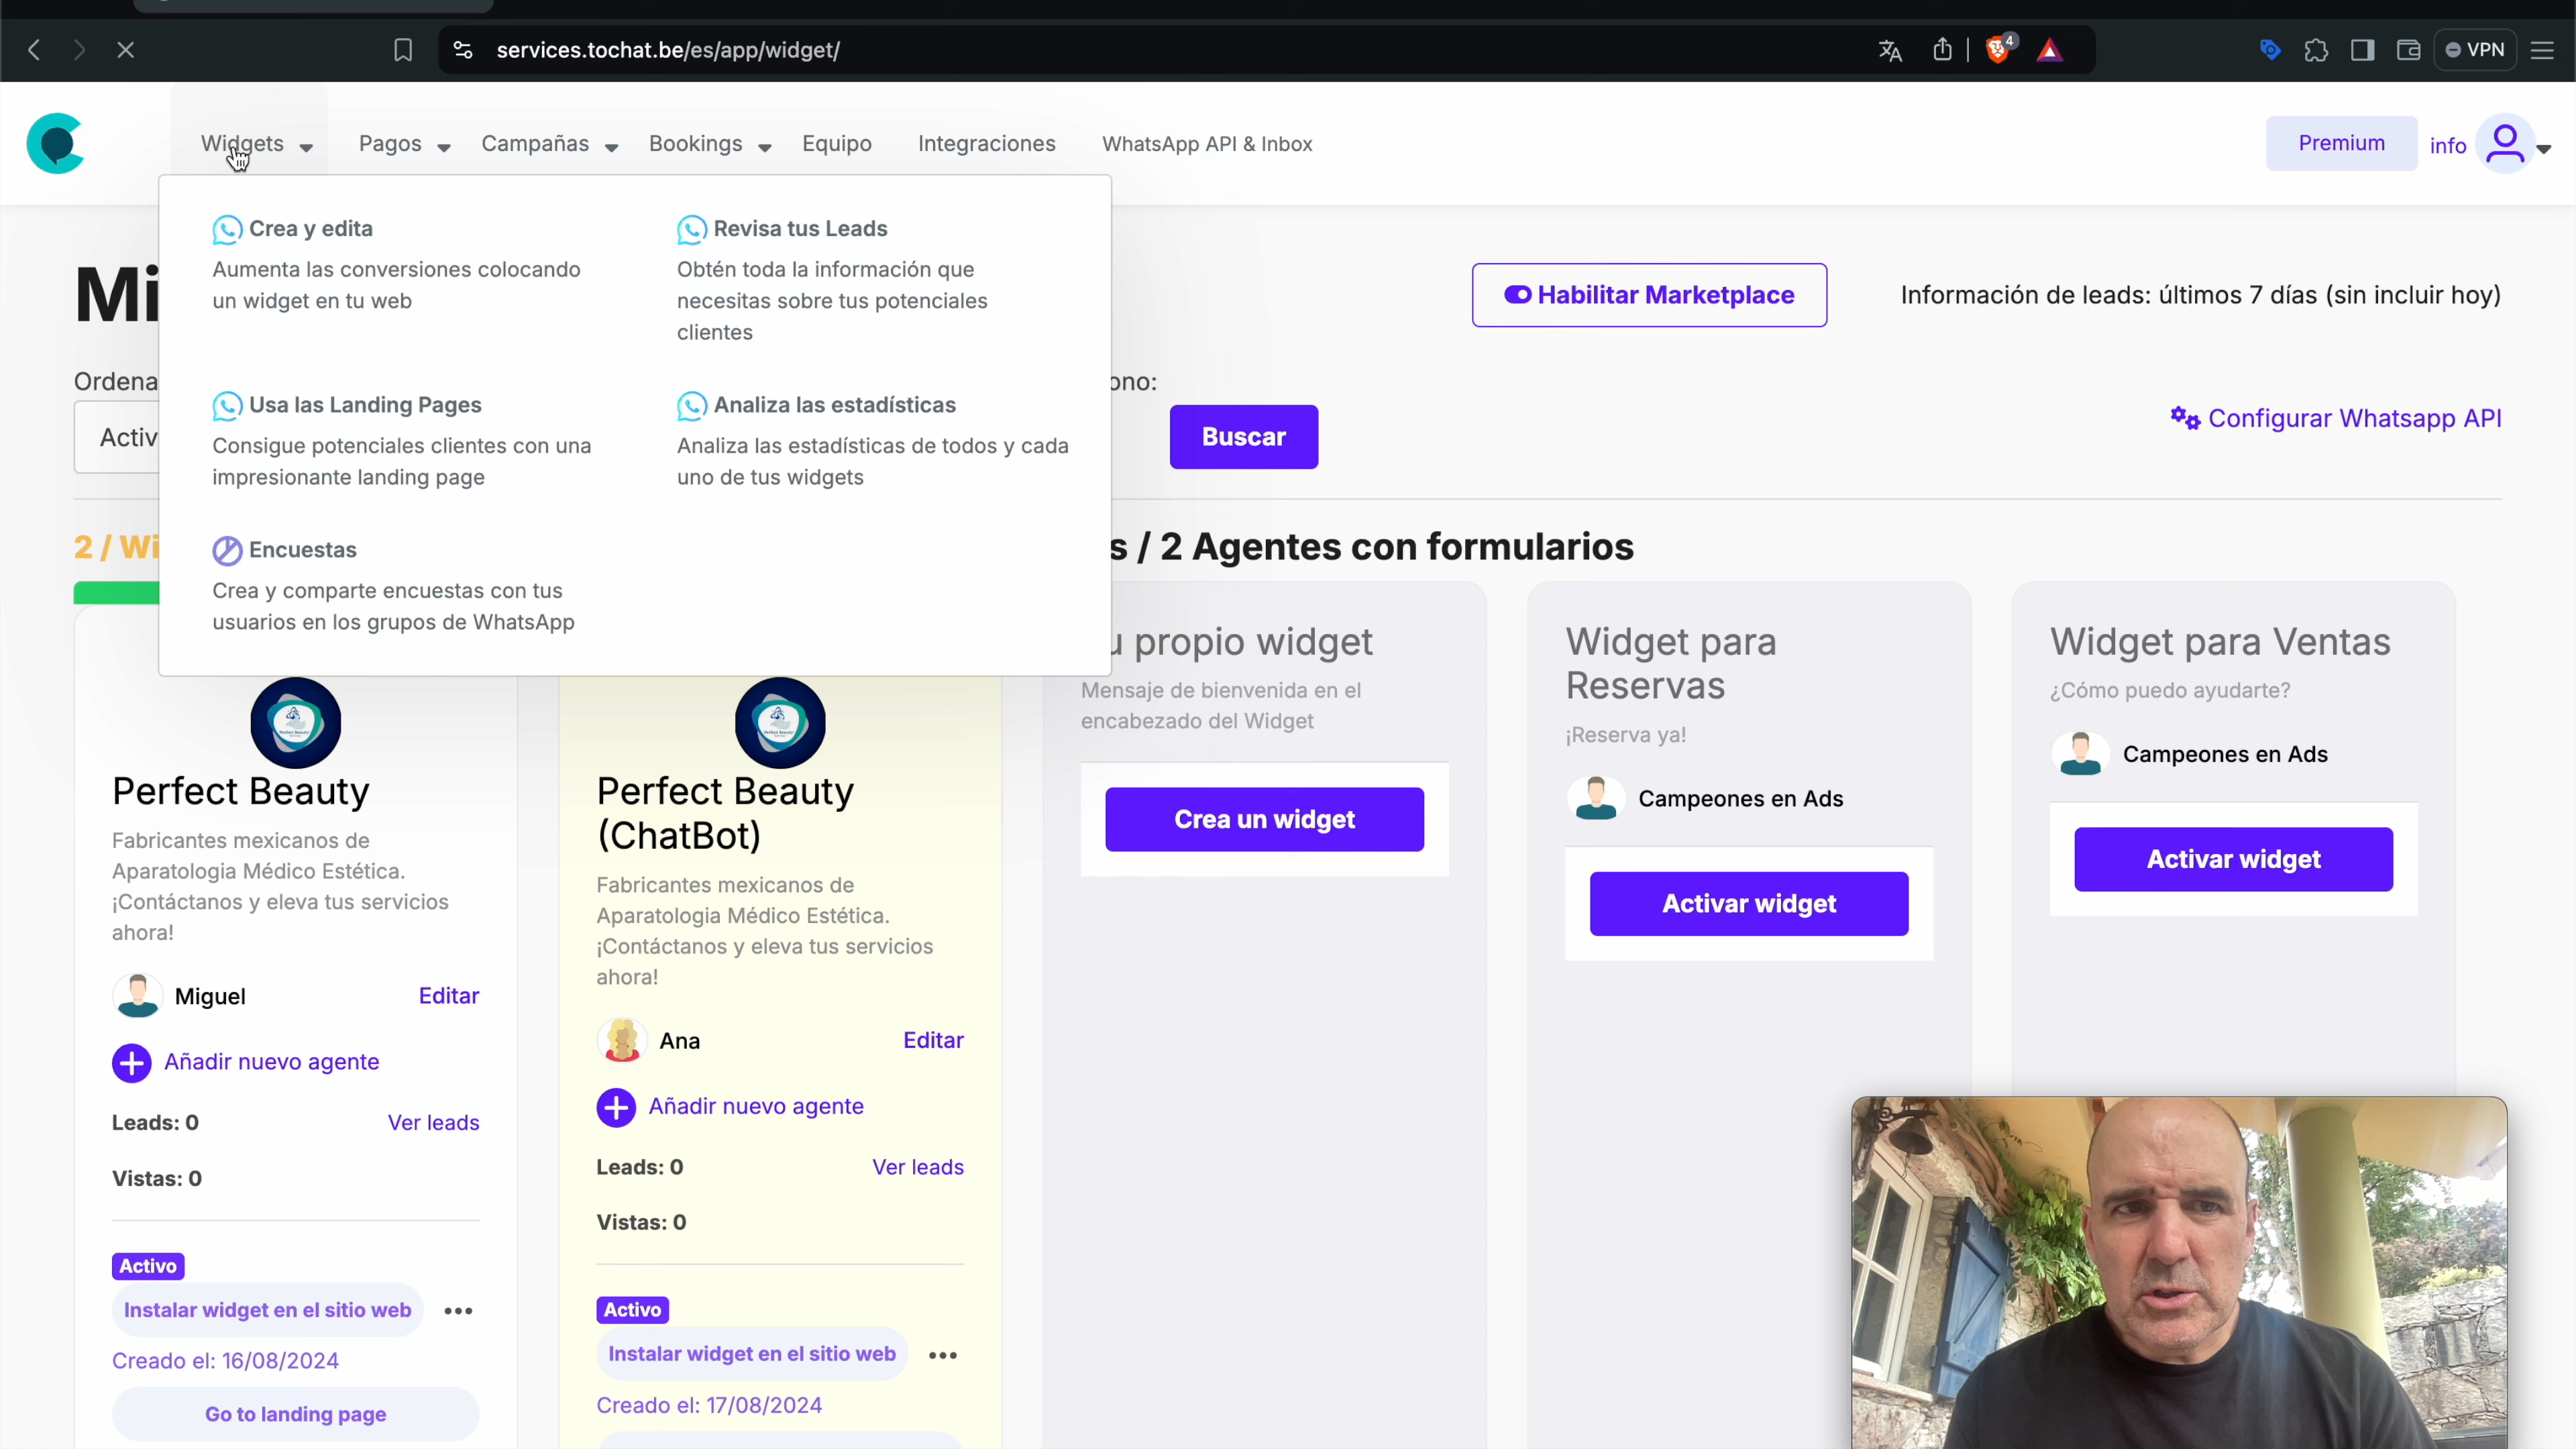 services.tochat.be/es/app/widget/
4
VPN
Widgets
Pagos
Campañas
Bookings
Equipo
Integraciones
WhatsApp API & Inbox
Premium
info
Crea y edita
Aumenta las conversiones colocando
un widget en tu web
Revisa tus Leads
Obtén toda la información que
necesitas sobre tus potenciales
clientes
Usa las Landing Pages
Consigue potenciales clientes con una
impresionante landing page
Analiza las estadísticas
Analiza las estadísticas de todos y cada
uno de tus widgets
Encuestas
Crea y comparte encuestas con tus
usuarios en los grupos de WhatsApp
Mi
Habilitar Marketplace
Información de leads: últimos 7 días (sin incluir hoy)
Ordena
ono:
Activ
Buscar
Configurar Whatsapp API
2 / Wi
s / 2 Agentes con formularios
Perfect Beauty
Fabricantes mexicanos de
Aparatologia Médico Estética.
¡Contáctanos y eleva tus servicios
ahora!
Miguel
Editar
Añadir nuevo agente
Leads: 0
Ver leads
Vistas: 0
Activo
Instalar widget en el sitio web
Creado el: 16/08/2024
Go to landing page
Perfect Beauty
(ChatBot)
Fabricantes mexicanos de
Aparatologia Médico Estética.
¡Contáctanos y eleva tus servicios
ahora!
Ana
Editar
Añadir nuevo agente
Leads: 0
Ver leads
Vistas: 0
Activo
Instalar widget en el sitio web
Creado el: 17/08/2024
u propio widget
Mensaje de bienvenida en el
encabezado del Widget
Crea un widget
Widget para
Reservas
¡Reserva ya!
Campeones en Ads
Activar widget
Widget para Ventas
¿Cómo puedo ayudarte?
Campeones en Ads
Activar widget